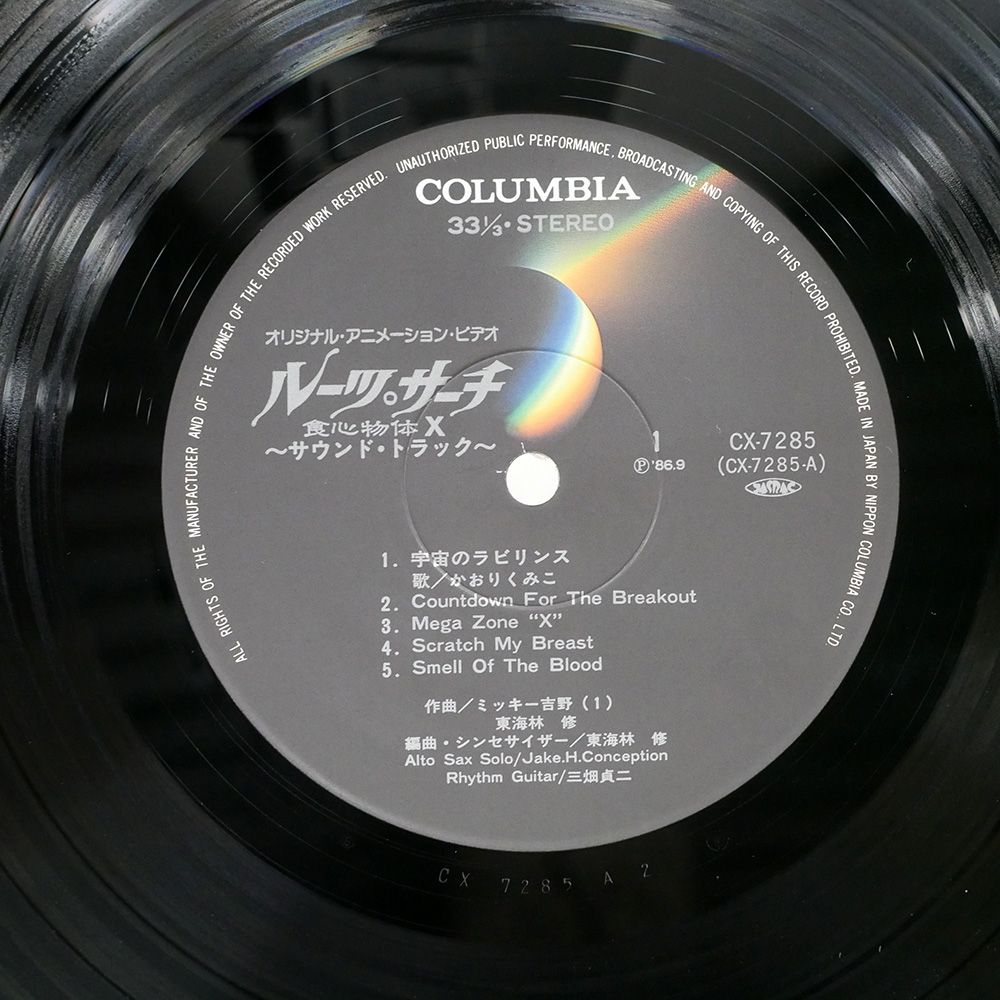 ALL RIGHTS OF THE MANUFACTURER AND OF THE OWNER OF THE RECORDED WORK RESERVED. UNAUTHORIZED PUBLIC PERFORMANCE, BROADCASTING AND COPYING OF THIS RECORD PROHIBITED. MADE IN JAPAN BY NIPPON COLUMBIA CO., LTD
COLUMBIA
33⅓・STEREO
オリジナル・アニメーション・ビデオ
ルーツ。サーチ
食心物体X
〜サウンド・トラック〜
1
Ⓟ'86.9
CX-7285
(CX-7285-A)
JASRAC
1. 宇宙のラビリンス
歌/かおりくみこ
2. Countdown For The Breakout
3. Mega Zone "X"
4. Scratch My Breast
5. Smell Of The Blood
作曲/ミッキー吉野(1)
東海林 修
編曲・シンセサイザー/東海林 修
Alto Sax Solo/Jake.H.Conception
Rhythm Guitar/三畑貞二
CX 7285 A 2